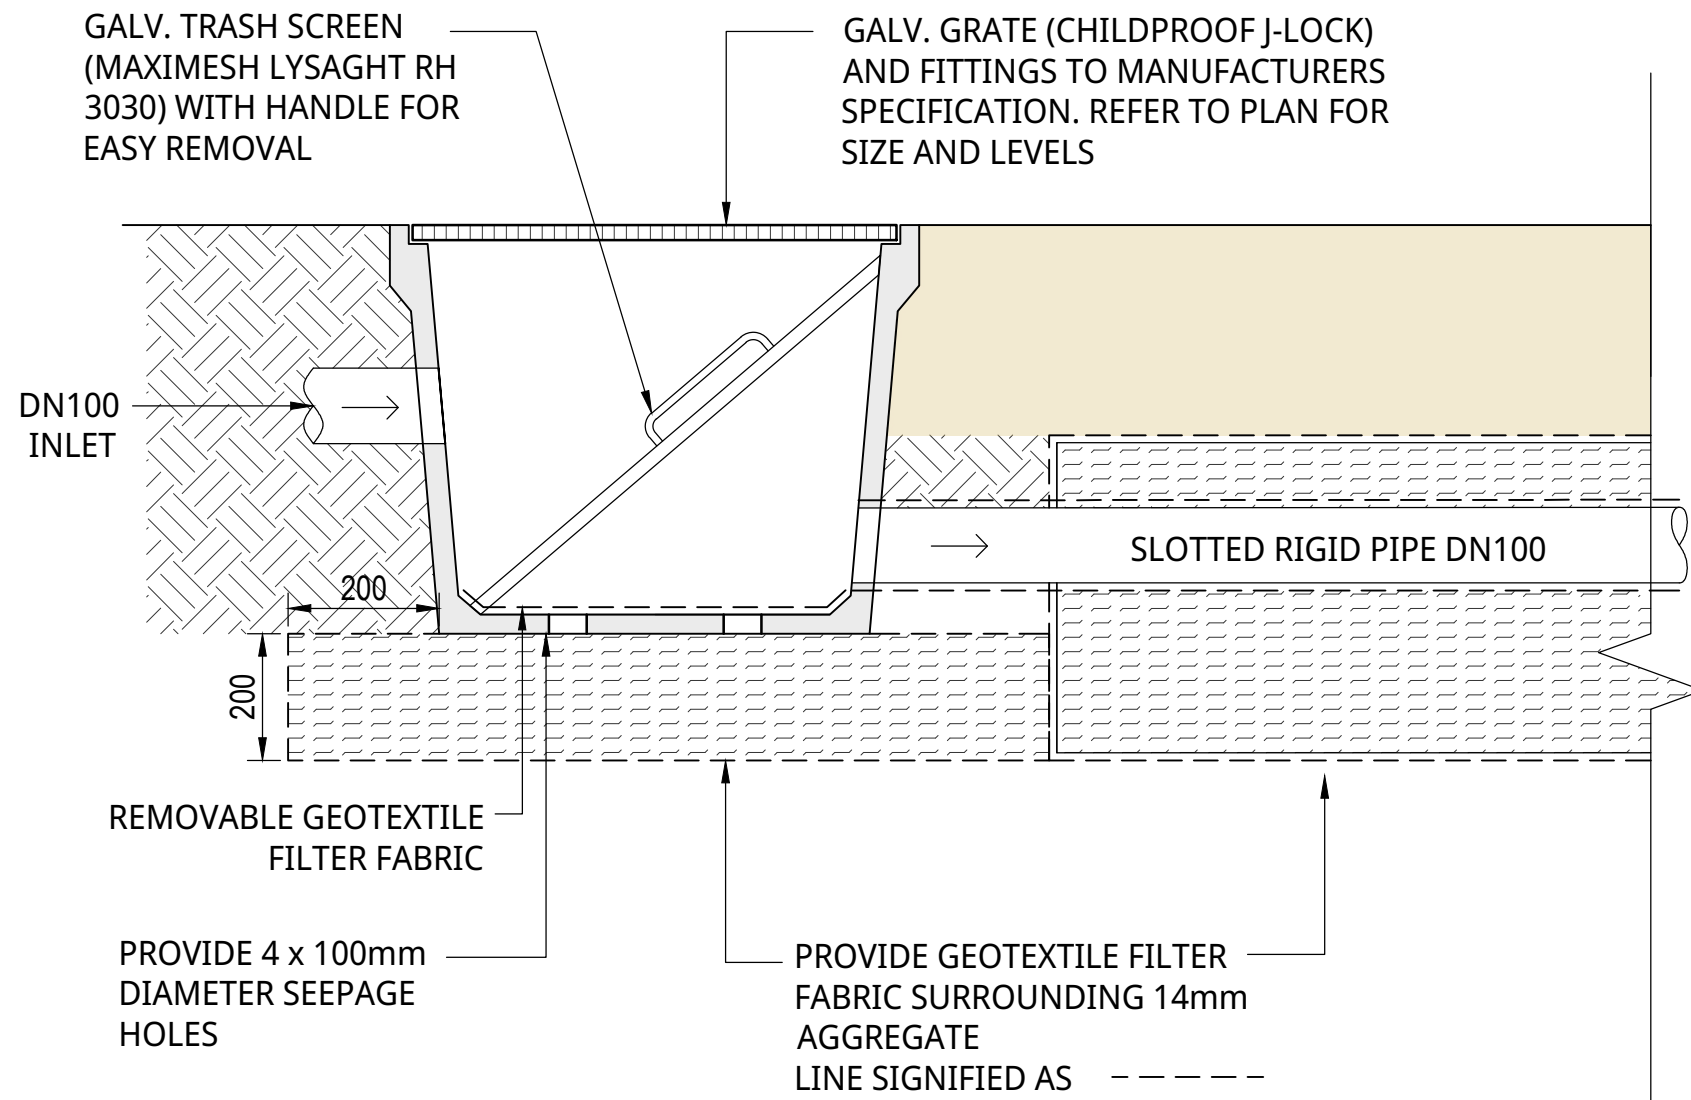 GALV. TRASH SCREEN
(MAXIMESH LYSAGHT RH
3030) WITH HANDLE FOR
EASY REMOVAL
GALV. GRATE (CHILDPROOF J-LOCK)
AND FITTINGS TO MANUFACTURERS
SPECIFICATION. REFER TO PLAN FOR
SIZE AND LEVELS
DN100
INLET
SLOTTED RIGID PIPE DN100
200
200
REMOVABLE GEOTEXTILE
FILTER FABRIC
PROVIDE 4 x 100mm
DIAMETER SEEPAGE
HOLES
PROVIDE GEOTEXTILE FILTER
FABRIC SURROUNDING 14mm
AGGREGATE
LINE SIGNIFIED AS